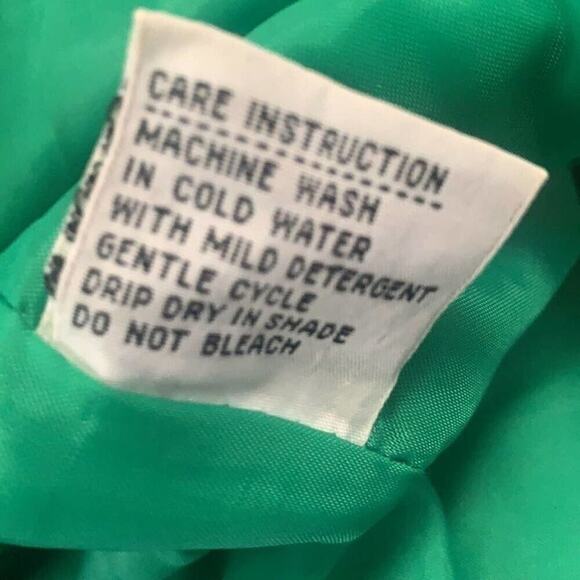 CARE INSTRUCTION
MACHINE WASH
IN COLD WATER
WITH MILD DETERGENT
GENTLE CYCLE
DRIP DRY IN SHADE
DO NOT BLEACH